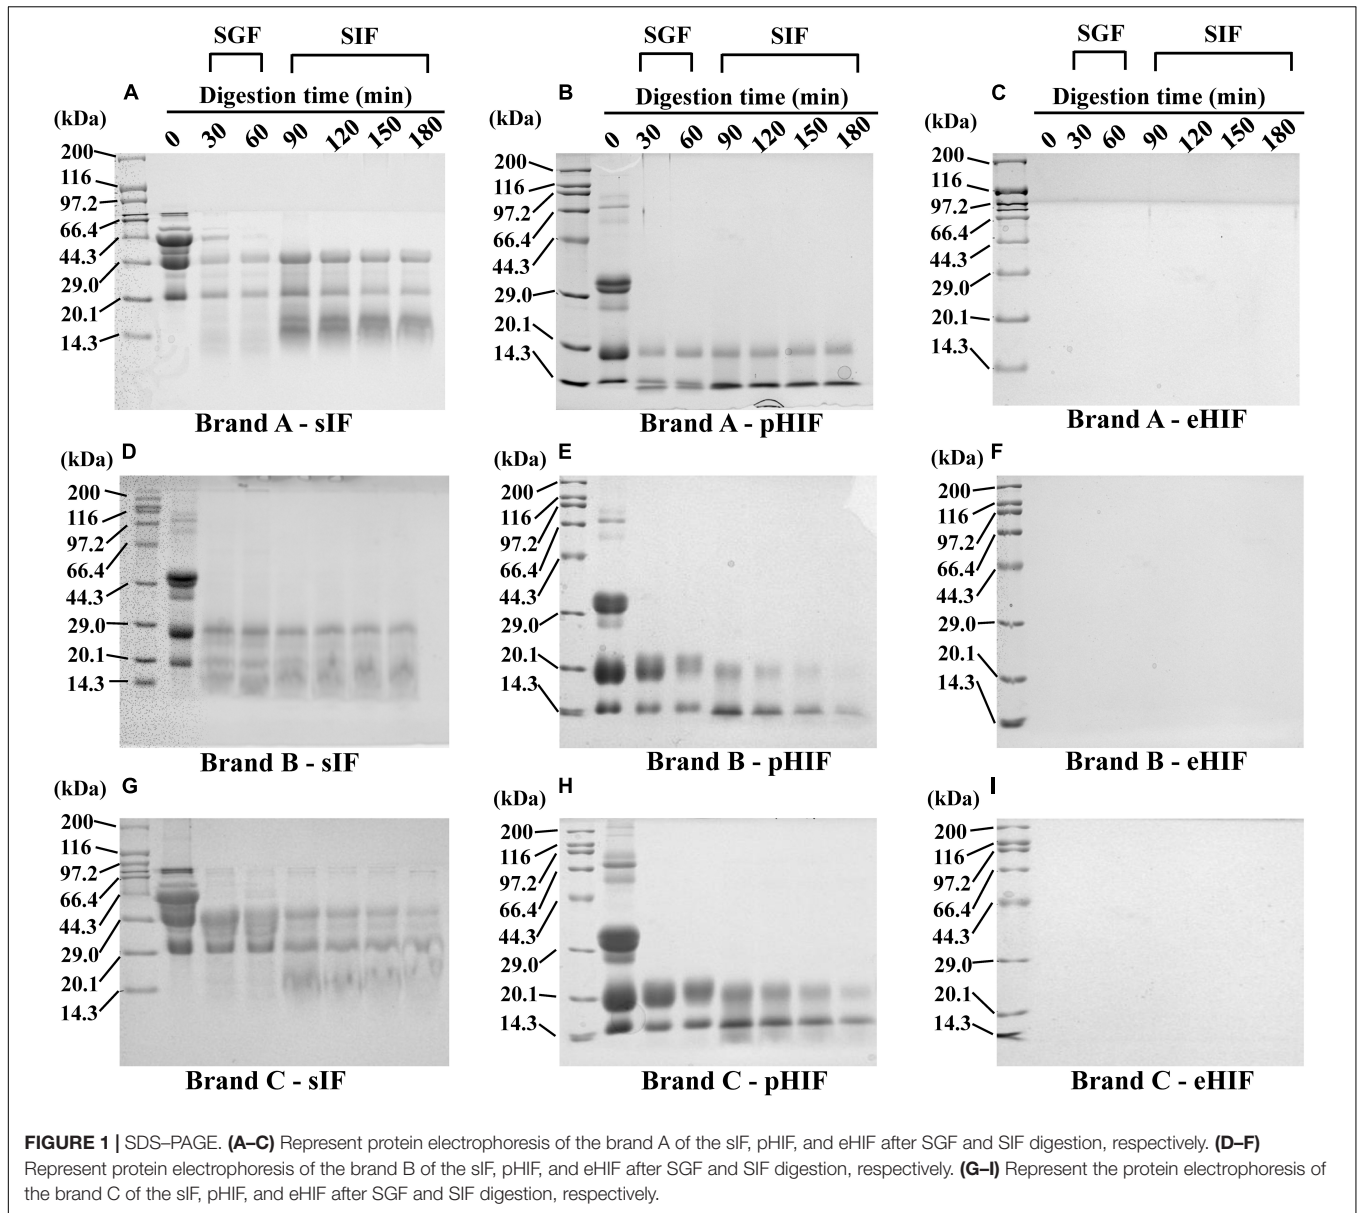 SGF SIF SGF SIF SGF SIF
A Digestion time (min) B Digestion time (min) C Digestion time (min)
(kDa) 0 30 60 90 120 150 180 (kDa) 0 30 60 90 120 150 180 (kDa) 0 30 60 90 120 150 180
200 200 200
116 116 116
97.2 97.2 97.2
66.4 66.4 66.4
44.3 44.3 44.3
29.0 29.0 29.0
20.1 20.1 20.1
14.3 14.3 14.3
Brand A - sIF Brand A - pHIF Brand A - eHIF
(kDa) D (kDa) E (kDa) F
200 200 200
116 116 116
97.2 97.2 97.2
66.4 66.4 66.4
44.3 44.3 44.3
29.0 29.0 29.0
20.1 20.1 20.1
14.3 14.3 14.3
Brand B - sIF Brand B - pHIF Brand B - eHIF
(kDa) G (kDa) H (kDa) I
200 200 200
116 116 116
97.2 97.2 97.2
66.4 66.4 66.4
44.3 44.3 44.3
29.0 29.0 29.0
20.1 20.1 20.1
14.3 14.3 14.3
Brand C - sIF Brand C - pHIF Brand C - eHIF
FIGURE 1 | SDS–PAGE. (A–C) Represent protein electrophoresis of the brand A of the sIF, pHIF, and eHIF after SGF and SIF digestion, respectively. (D–F)
Represent protein electrophoresis of the brand B of the sIF, pHIF, and eHIF after SGF and SIF digestion, respectively. (G–I) Represent the protein electrophoresis of
the brand C of the sIF, pHIF, and eHIF after SGF and SIF digestion, respectively.